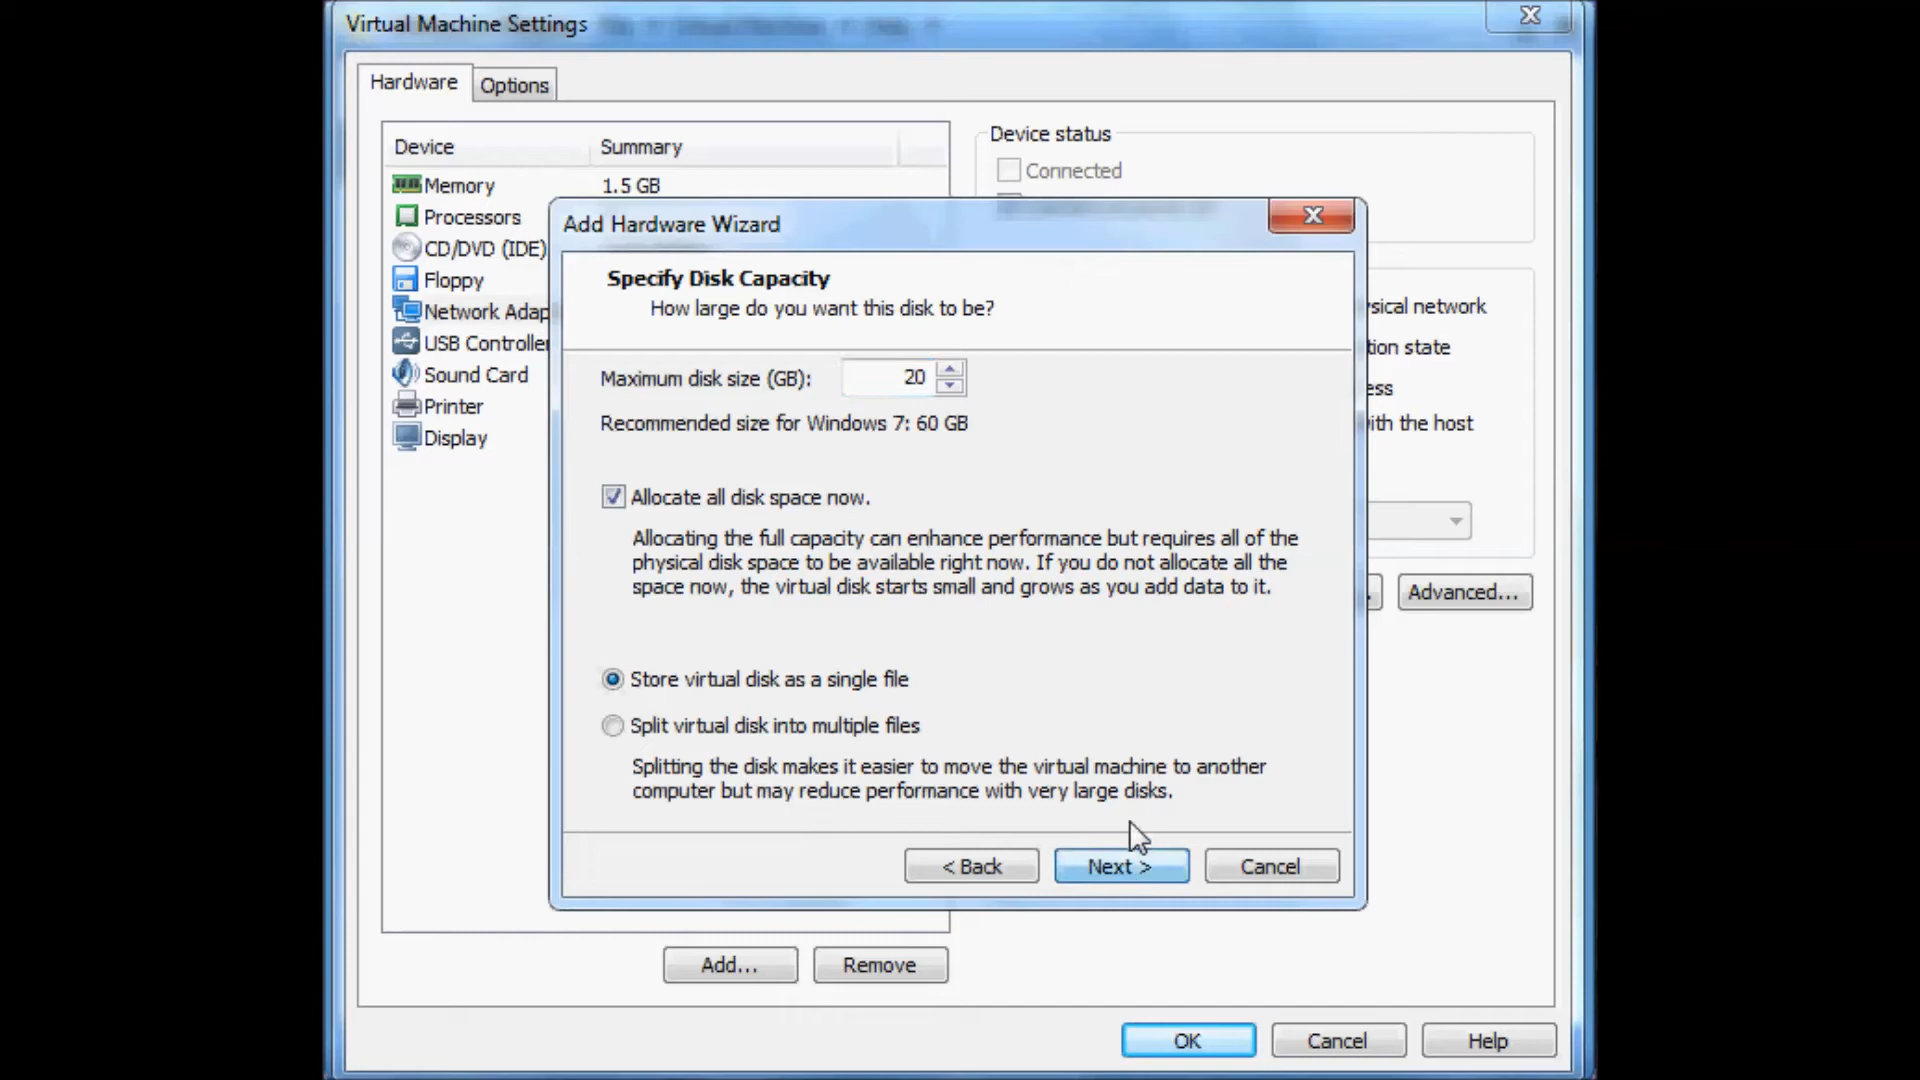 Virtual Machine Settings
Hardware
Options
Device
Summary
Memory
1.5 GB
Processors
CD/DVD (IDE)
Floppy
Network Adap
USB Controller
Sound Card
Printer
Display
Device status
Connected
Add Hardware Wizard
Specify Disk Capacity
How large do you want this disk to be?
Maximum disk size (GB):
20
Recommended size for Windows 7: 60 GB
Allocate all disk space now.
Allocating the full capacity can enhance performance but requires all of the
physical disk space to be available right now. If you do not allocate all the
space now, the virtual disk starts small and grows as you add data to it.
Store virtual disk as a single file
Split virtual disk into multiple files
Splitting the disk makes it easier to move the virtual machine to another
computer but may reduce performance with very large disks.
< Back
Next >
Cancel
sical network
tion state
ess
ith the host
Advanced...
Add...
Remove
OK
Cancel
Help